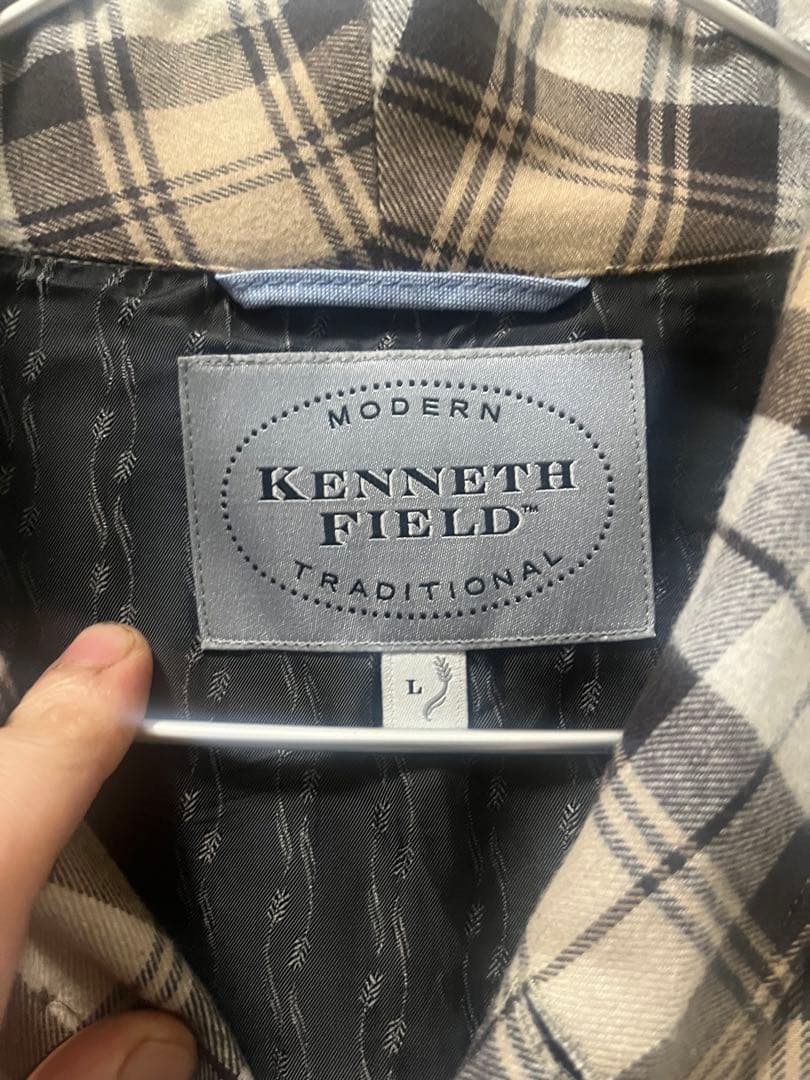 MODERN
KENNETH
FIELD™
TRADITIONAL
L